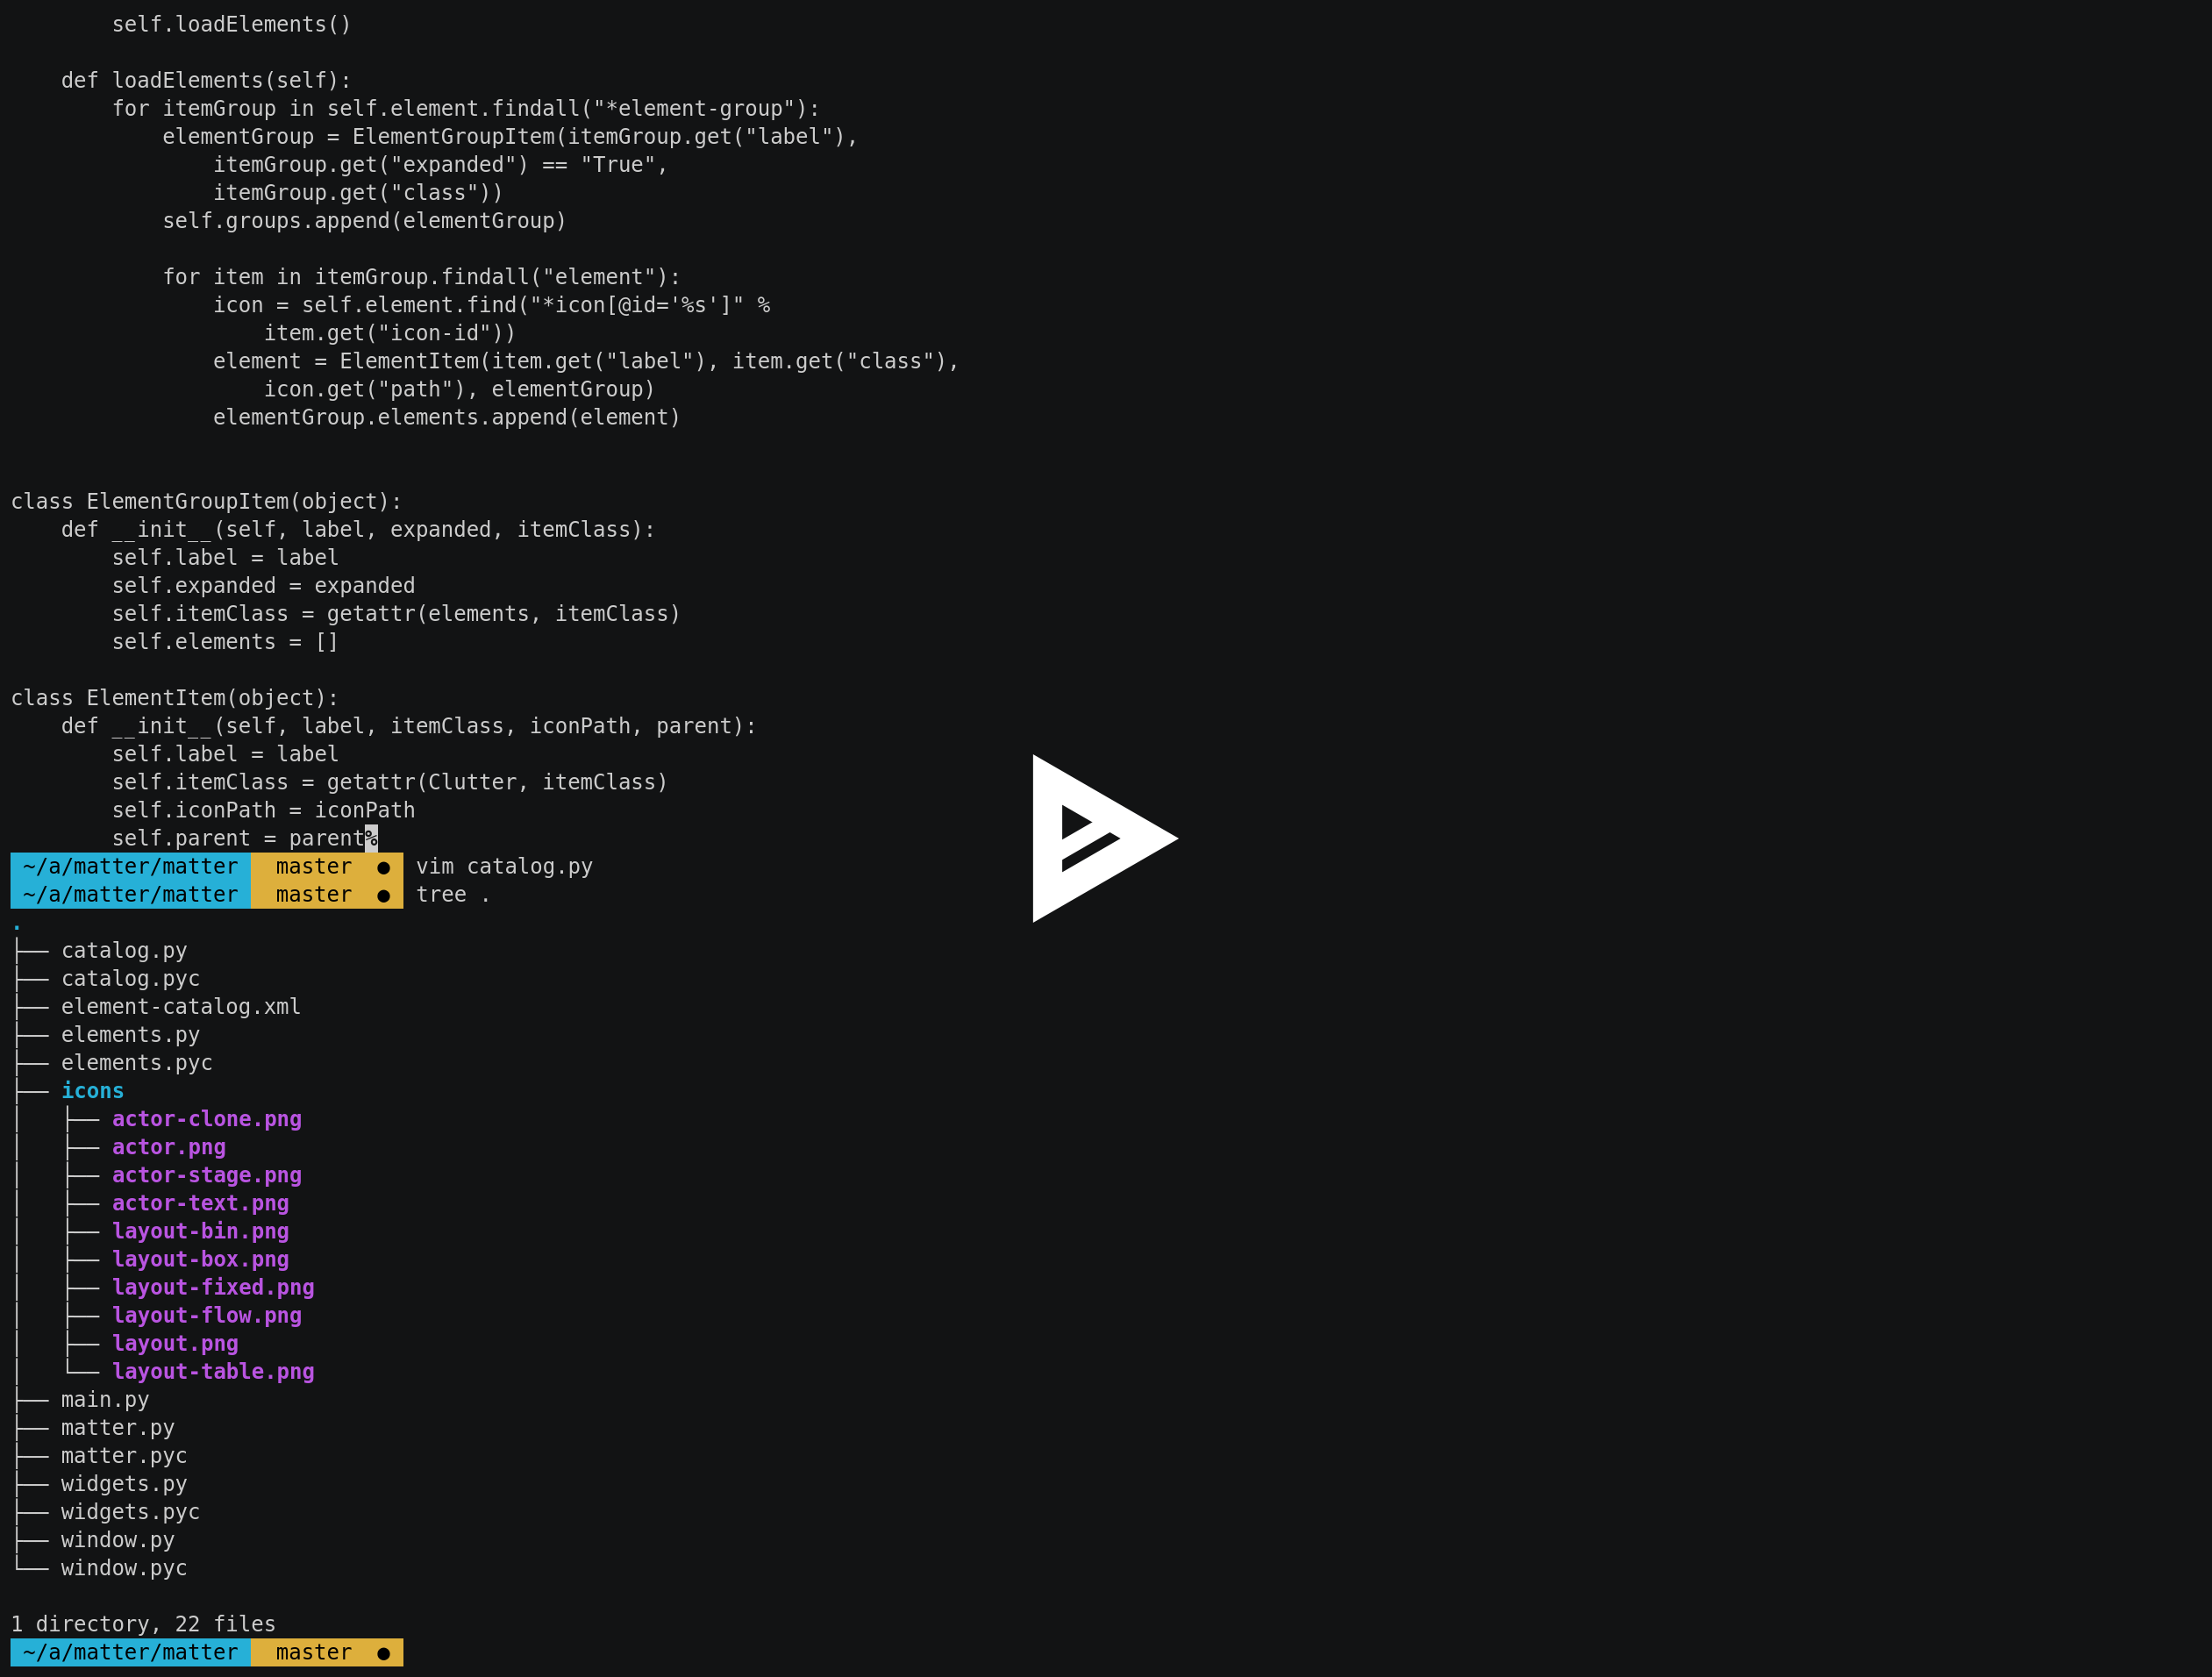 self.loadElements()

    def loadElements(self):
        for itemGroup in self.element.findall("*element-group"):
            elementGroup = ElementGroupItem(itemGroup.get("label"),
                itemGroup.get("expanded") == "True",
                itemGroup.get("class"))
            self.groups.append(elementGroup)

            for item in itemGroup.findall("element"):
                icon = self.element.find("*icon[@id='%s']" %
                    item.get("icon-id"))
                element = ElementItem(item.get("label"), item.get("class"),
                    icon.get("path"), elementGroup)
                elementGroup.elements.append(element)


class ElementGroupItem(object):
    def __init__(self, label, expanded, itemClass):
        self.label = label
        self.expanded = expanded
        self.itemClass = getattr(elements, itemClass)
        self.elements = []

class ElementItem(object):
    def __init__(self, label, itemClass, iconPath, parent):
        self.label = label
        self.itemClass = getattr(Clutter, itemClass)
        self.iconPath = iconPath
        self.parent = parent%
 ~/a/matter/matter   master  ●  vim catalog.py
 ~/a/matter/matter   master  ●  tree .
.
├── catalog.py
├── catalog.pyc
├── element-catalog.xml
├── elements.py
├── elements.pyc
├── icons
│   ├── actor-clone.png
│   ├── actor.png
│   ├── actor-stage.png
│   ├── actor-text.png
│   ├── layout-bin.png
│   ├── layout-box.png
│   ├── layout-fixed.png
│   ├── layout-flow.png
│   ├── layout.png
│   └── layout-table.png
├── main.py
├── matter.py
├── matter.pyc
├── widgets.py
├── widgets.pyc
├── window.py
└── window.pyc

1 directory, 22 files
 ~/a/matter/matter   master  ●